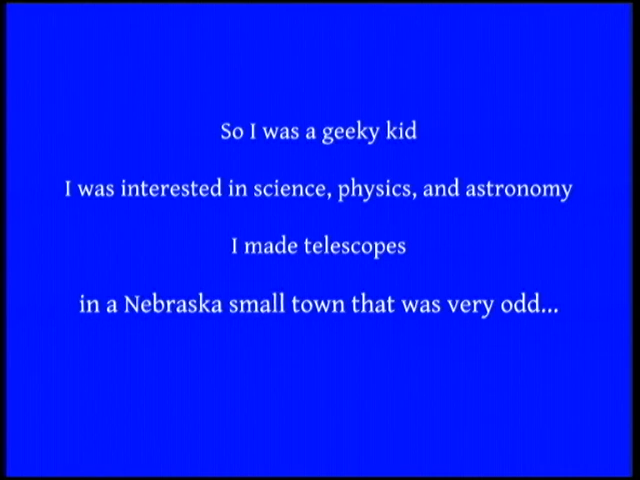 So I was a geeky kid
I was interested in science, physics, and astronomy
I made telescopes
in a Nebraska small town that was very odd...